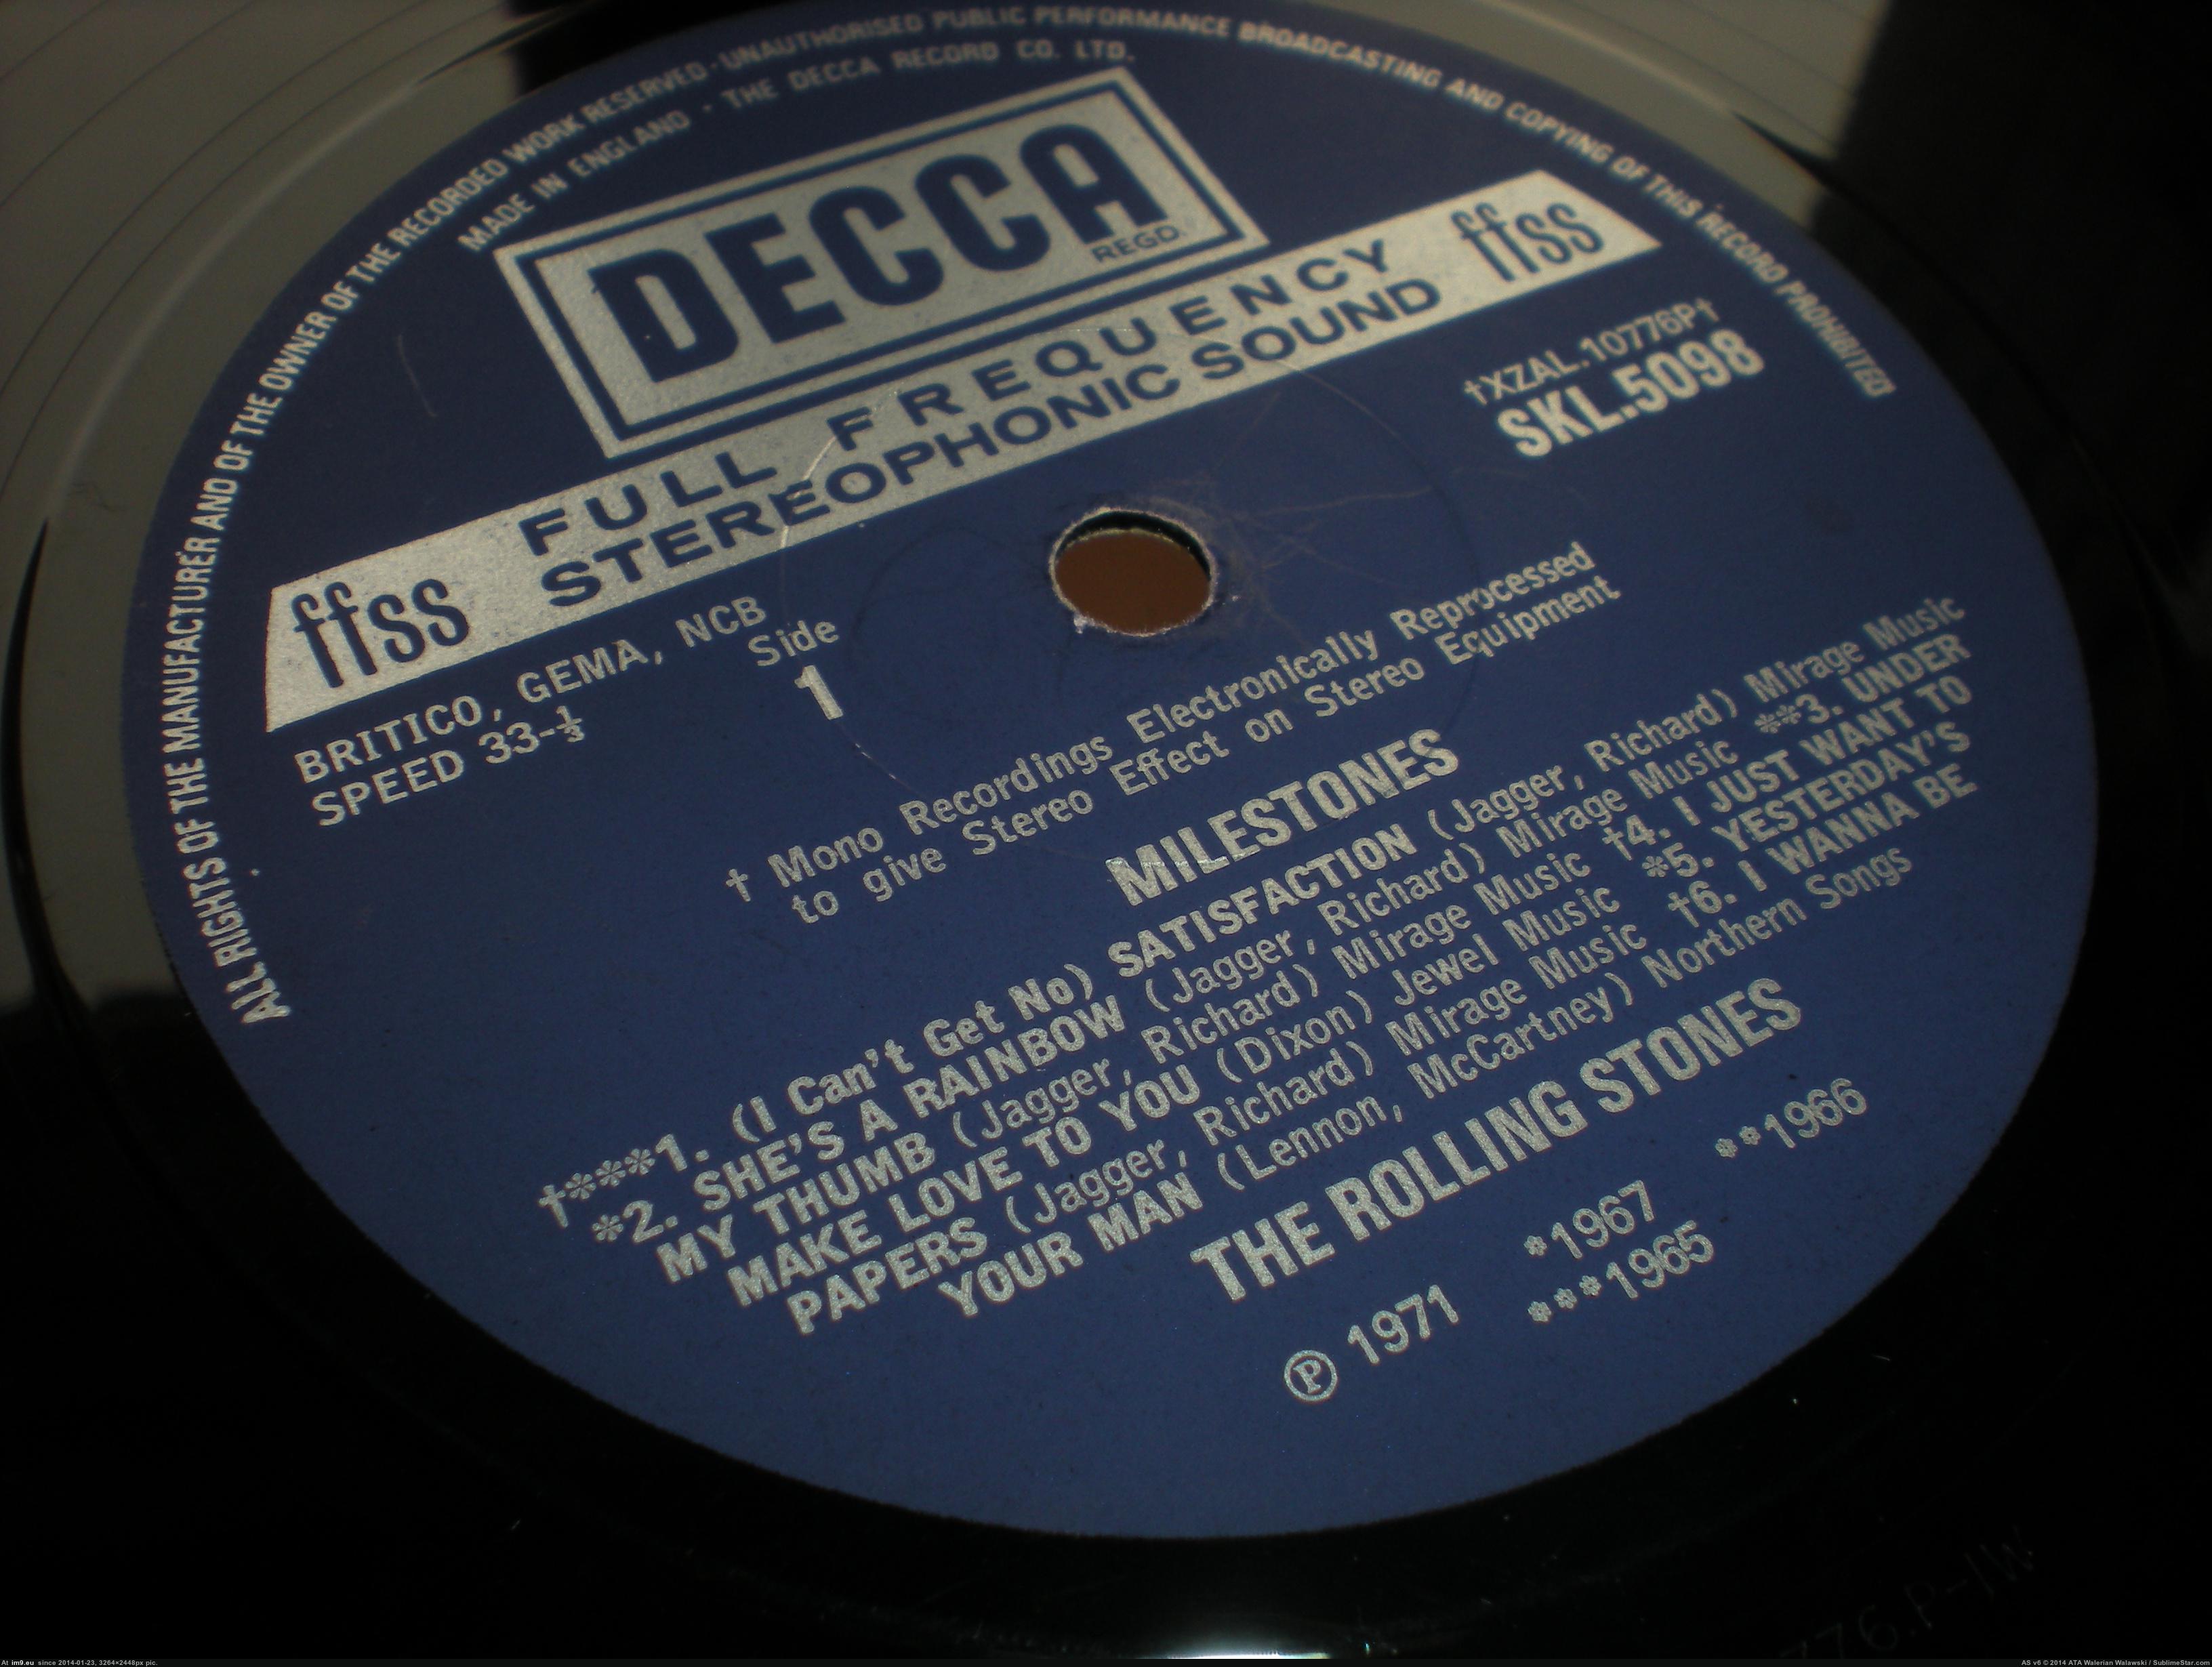 ALL RIGHTS OF THE MANUFACTURER AND OF THE OWNER OF THE RECORDED WORK RESERVED · UNAUTHORISED PUBLIC PERFORMANCE BROADCASTING AND COPYING OF THIS RECORD PROHIBITED
MADE IN ENGLAND · THE DECCA RECORD CO. LTD.
DECCA
REGD.
ffss FULL FREQUENCY ffss
STEREOPHONIC SOUND
†XZAL.10776P†
SKL.5098
BRITICO, GEMA, NCB
SPEED 33-⅓
Side
1
† Mono Recordings Electronically Reprocessed
to give Stereo Effect on Stereo Equipment
MILESTONES
†***1. (I Can't Get No) SATISFACTION (Jagger, Richard) Mirage Music
*2. SHE'S A RAINBOW (Jagger, Richard) Mirage Music **3. UNDER
MY THUMB (Jagger, Richard) Mirage Music †4. I JUST WANT TO
MAKE LOVE TO YOU (Dixon) Jewel Music *5. YESTERDAY'S
PAPERS (Jagger, Richard) Mirage Music †6. I WANNA BE
YOUR MAN (Lennon, McCartney) Northern Songs
THE ROLLING STONES
℗ 1971 *1967 **1966
***1965
776.P-1W
At im9.eu since 2014-01-23, 3264×2448px pic.
AS v6 © 2014 ATA Walerian Walawski / SublimeStar.com